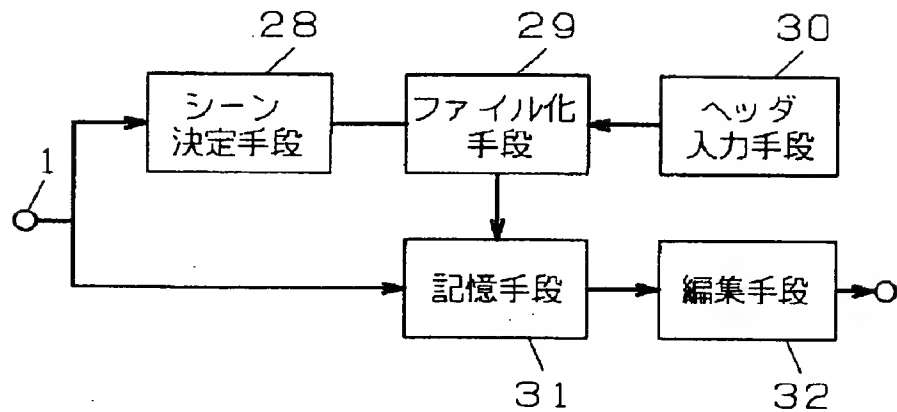 28
29
30
シーン
決定手段
ファイル化
手段
ヘッダ
入力手段
1
記憶手段
編集手段
31
32